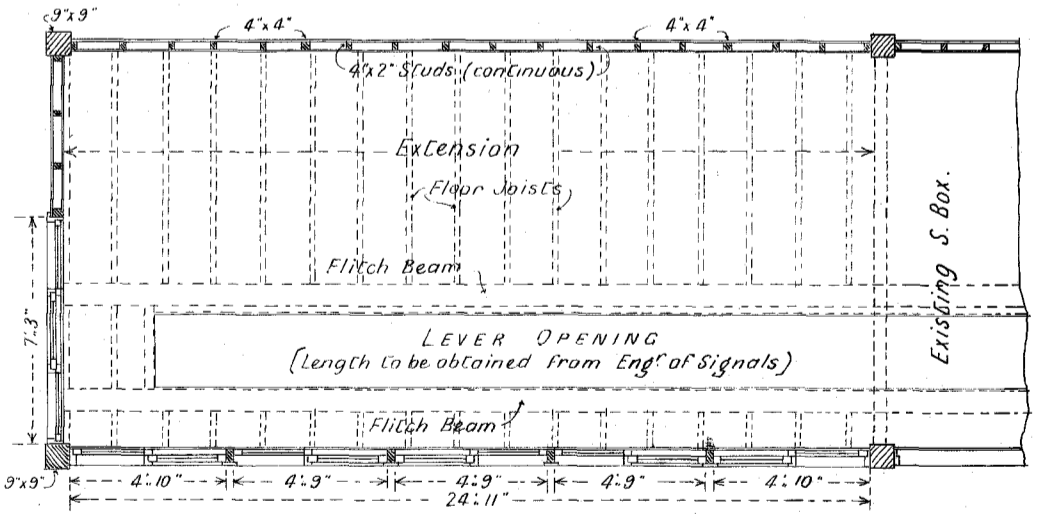 9"x9"
4"x4"
4"x4"
4"x2" Studs (continuous)
Extension
Floor Joists
Existing S. Box.
Flitch Beam
LEVER OPENING
(Length to be obtained from Engr. of Signals)
7'.3"
Flitch Beam
9"x9"
4'.10"
4'.9"
4'.9"
4'.9"
4'.10"
24'.11"